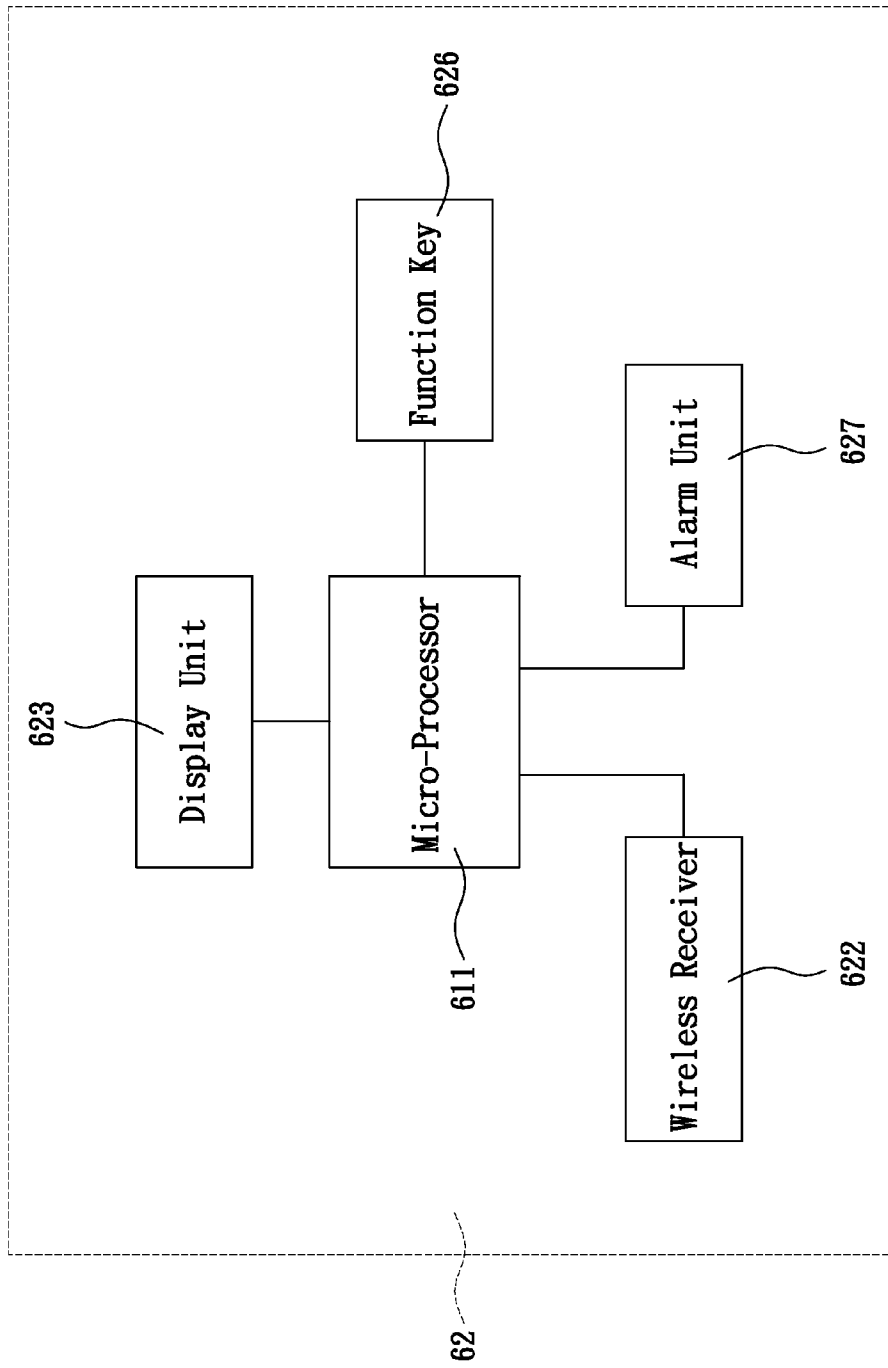 623
Display Unit
626
Function Key
Micro-Processor
611
Alarm Unit
627
Wireless Receiver
622
62